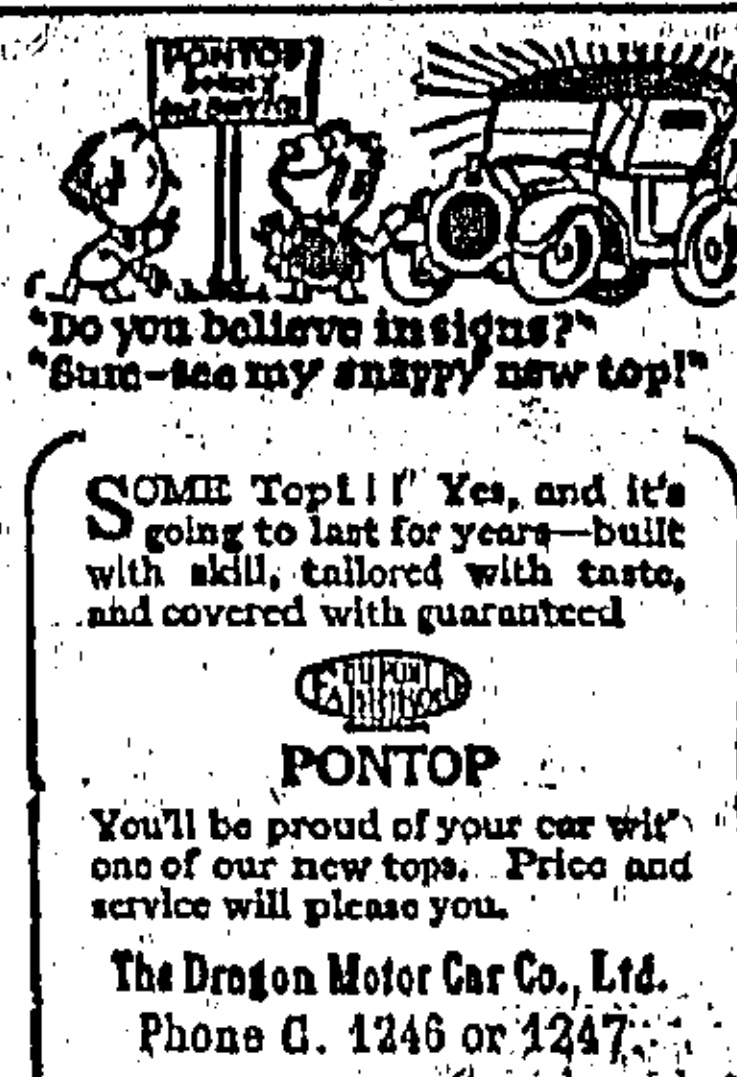 PONTOP
"Do you believe in signs?"
"Sure-see my snappy new top!"
SOME Top!!!' Yes, and it's
going to last for years—built
with skill, tailored with taste,
and covered with guaranteed
DU PONT
PONTOP
You'll be proud of your car wit'
one of our new tops. Price and
service will please you.
The Dragon Motor Car Co., Ltd.
Phone C. 1246 or 1247.